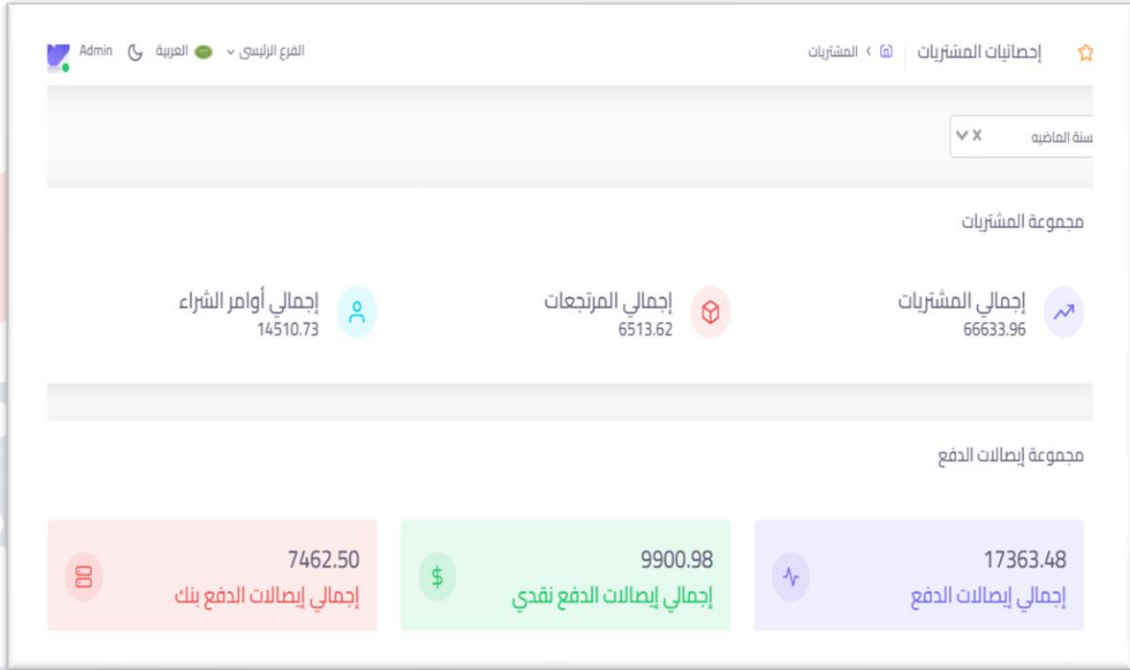 إحصائيات المشتريات
المشتريات
الفرع الرئيسى
العربية
Admin
سنة الماضيه X
مجموعة المشتريات
إجمالي المشتريات
66633.96
إجمالي المرتجعات
6513.62
إجمالي أوامر الشراء
14510.73
مجموعة إيصالات الدفع
17363.48
إجمالي إيصالات الدفع
9900.98
إجمالي إيصالات الدفع نقدي
7462.50
إجمالي إيصالات الدفع بنك